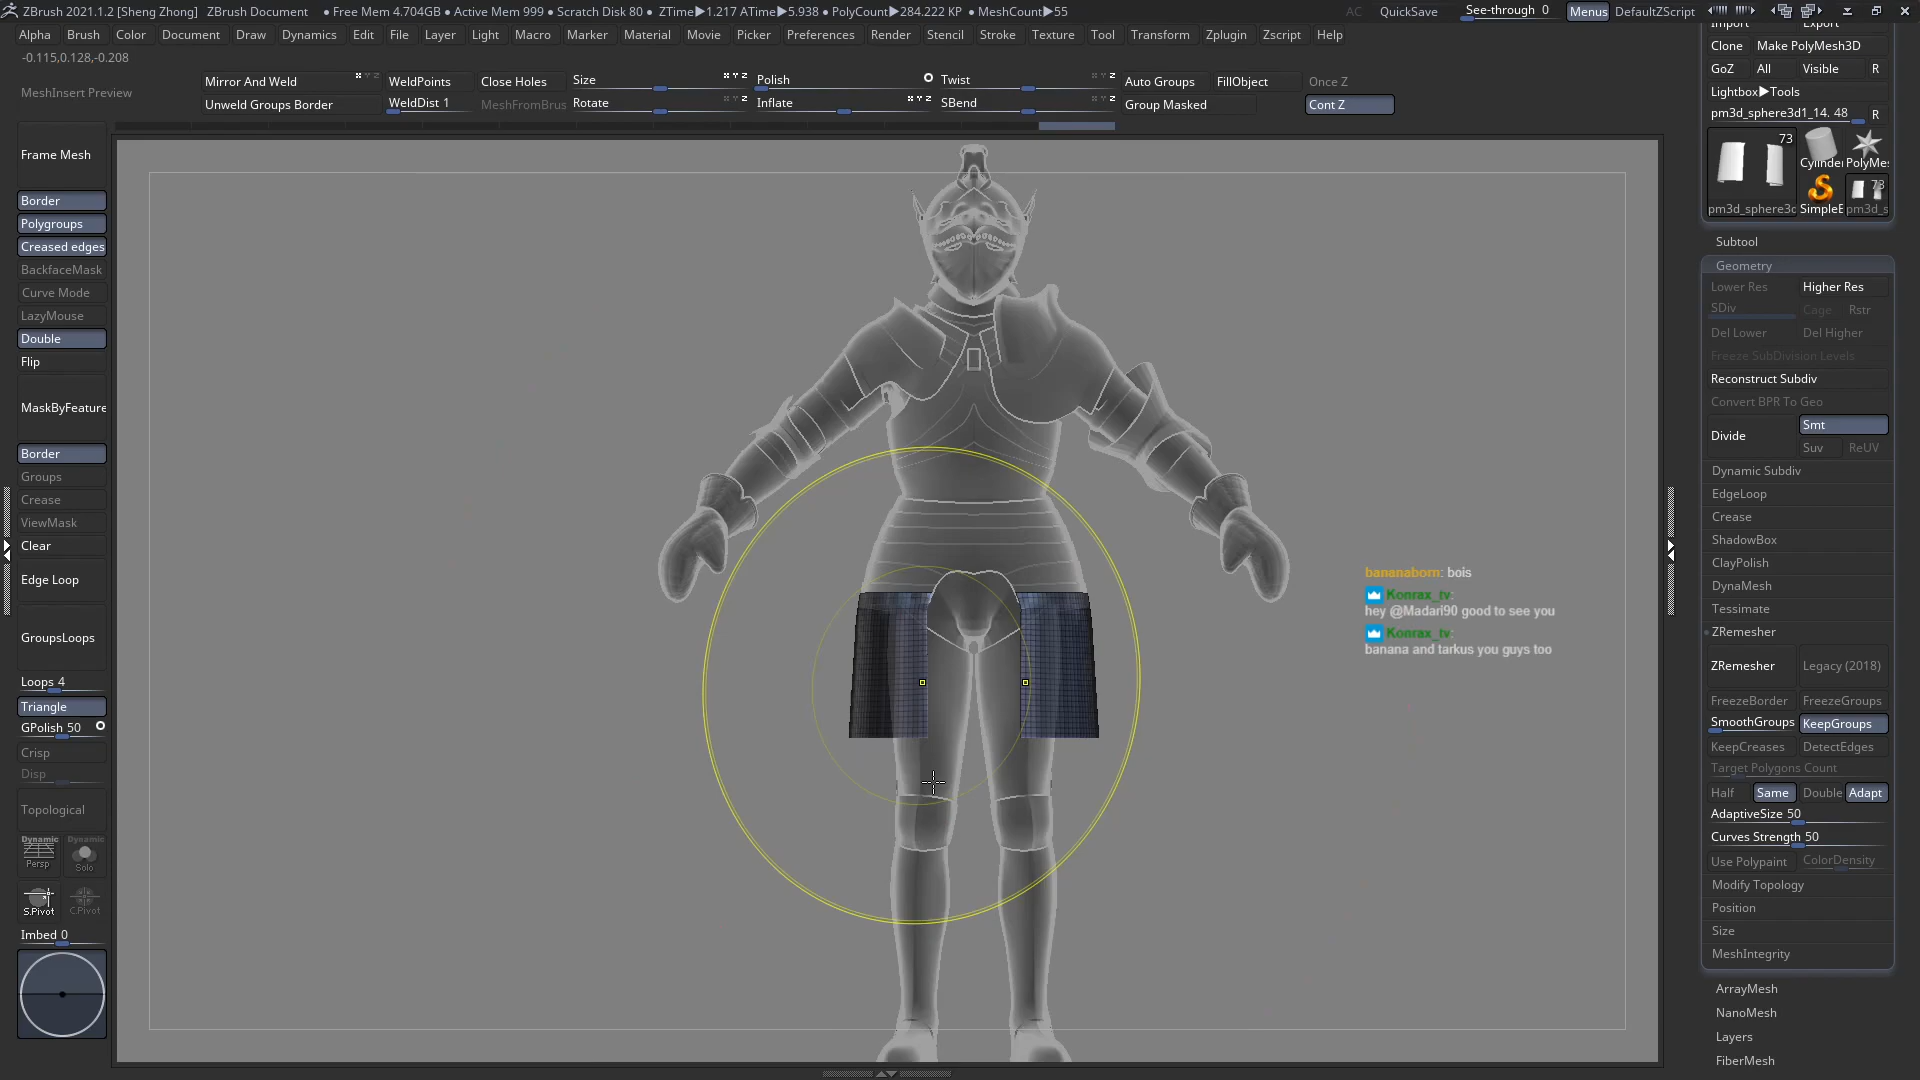 ZBrush 2021.1.2 [Sheng Zhong] ZBrush Document ● Free Mem 4.704GB ● Active Mem 999 ● Scratch Disk 80 ● ZTime▶1.217 ATime▶5.938 ● PolyCount▶284.222 KP ● MeshCount▶55 AC QuickSave See-through 0 Menus DefaultZScript
Alpha Brush Color Document Draw Dynamics Edit File Layer Light Macro Marker Material Movie Picker Preferences Render Stencil Stroke Texture Tool Transform Zplugin Zscript Help
-0.115,0.128,-0.208
MeshInsert Preview
Mirror And Weld WeldPoints Close Holes Size Polish Twist Auto Groups FillObject Once Z
Unweld Groups Border WeldDist 1 MeshFromBrus Rotate Inflate SBend Group Masked Cont Z
Frame Mesh
Border
Polygroups
Creased edges
BackfaceMask
Curve Mode
LazyMouse
Double
Flip
MaskByFeature
Border
Groups
Crease
ViewMask
Clear
Edge Loop
GroupsLoops
Loops 4
Triangle
GPolish 50
Crisp
Disp
Topological
Dynamic Dynamic
Persp Solo
S.Pivot C.Pivot
Imbed 0
bananaborn: bois
Konrax_tv:
hey @Madari90 good to see you
Konrax_tv:
banana and tarkus you guys too
Import Export
Clone Make PolyMesh3D
GoZ All Visible R
Lightbox▶Tools
pm3d_sphere3d1_14. 48 R
73
Cylinder PolyMes
73
pm3d_sphere3d SimpleE pm3d_s
Subtool
Geometry
Lower Res Higher Res
SDiv Cage Rstr
Del Lower Del Higher
Freeze SubDivision Levels
Reconstruct Subdiv
Convert BPR To Geo
Divide Smt
Suv ReUV
Dynamic Subdiv
EdgeLoop
Crease
ShadowBox
ClayPolish
DynaMesh
Tessimate
ZRemesher
ZRemesher Legacy (2018)
FreezeBorder FreezeGroups
SmoothGroups KeepGroups
KeepCreases DetectEdges
Target Polygons Count
Half Same Double Adapt
AdaptiveSize 50
Curves Strength 50
Use Polypaint ColorDensity
Modify Topology
Position
Size
MeshIntegrity
ArrayMesh
NanoMesh
Layers
FiberMesh